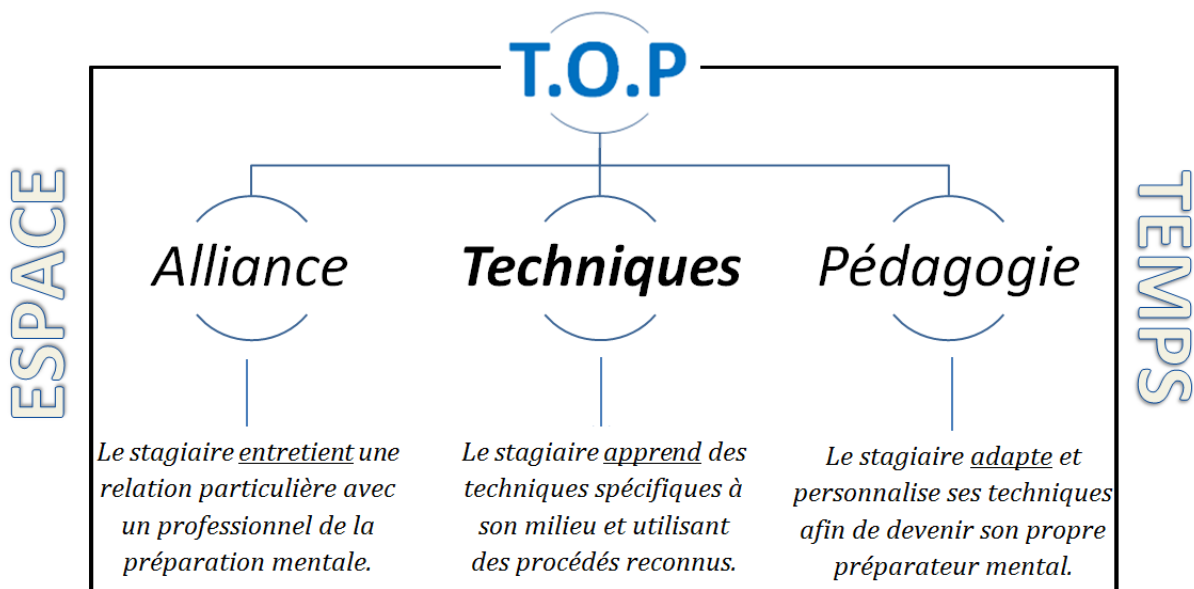 T.O.P
ESPACE
TEMPS
Alliance
Techniques
Pédagogie
Le stagiaire entretient une
relation particulière avec
un professionnel de la
préparation mentale.
Le stagiaire apprend des
techniques spécifiques à
son milieu et utilisant
des procédés reconnus.
Le stagiaire adapte et
personnalise ses techniques
afin de devenir son propre
préparateur mental.